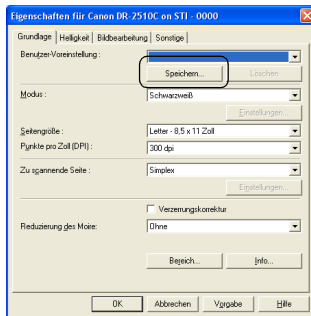 Eigenschaften für Canon DR-2510C on STI - 0000
Grundlage Helligkeit Bildbearbeitung Sonstige
Benutzer-Voreinstellung :
Speichern... Löschen
Modus : Schwarzweiß
Einstellungen...
Seitengröße : Letter - 8,5 x 11 Zoll
Punkte pro Zoll (DPI) : 300 dpi
Zu scannende Seite : Simplex
Einstellungen...
Verzerrungskorrektur
Reduzierung des Moire: Ohne
Bereich... Info...
OK Abbrechen Vorgabe Hilfe